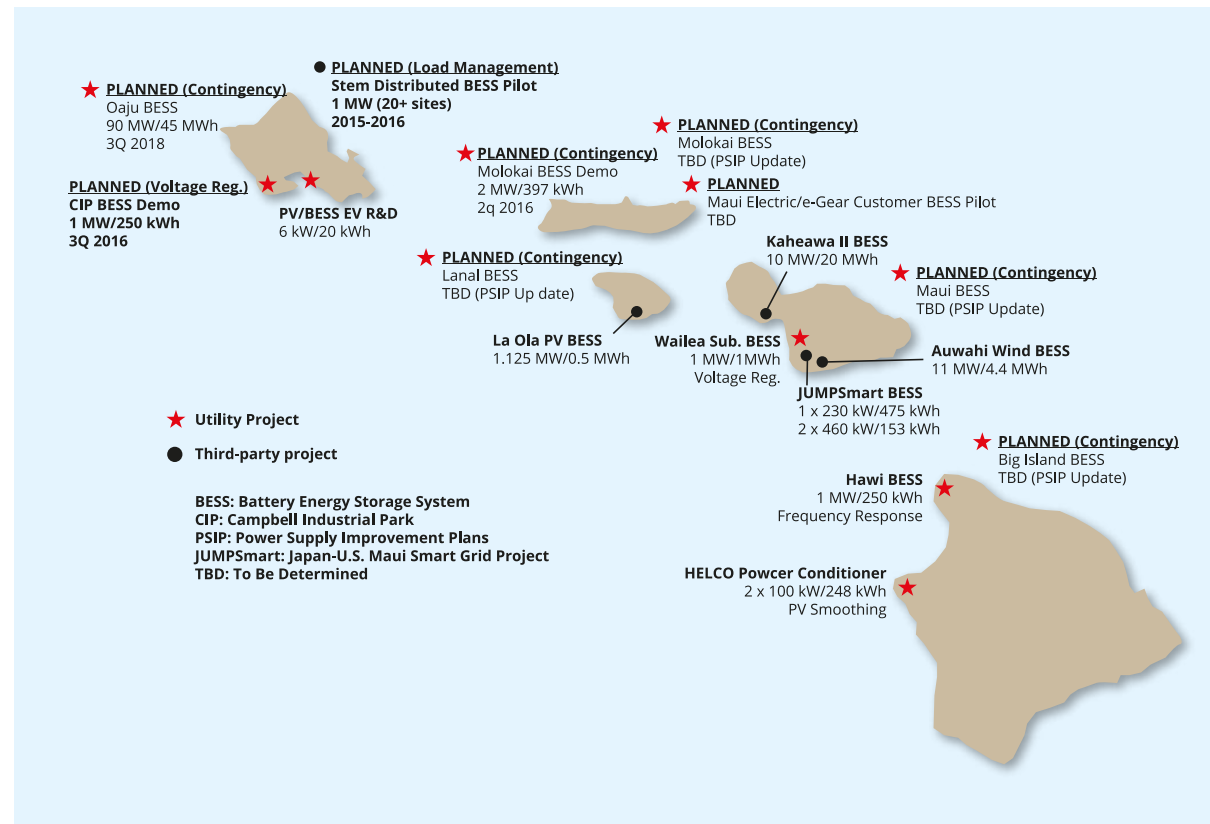 PLANNED (Contingency)
Oaju BESS
90 MW/45 MWh
3Q 2018
PLANNED (Load Management)
Stem Distributed BESS Pilot
1 MW (20+ sites)
2015-2016
PLANNED (Voltage Reg.)
CIP BESS Demo
1 MW/250 kWh
3Q 2016
PV/BESS EV R&D
6 kW/20 kWh
PLANNED (Contingency)
Molokai BESS Demo
2 MW/397 kWh
2q 2016
PLANNED (Contingency)
Molokai BESS
TBD (PSIP Update)
PLANNED
Maui Electric/e-Gear Customer BESS Pilot
TBD
PLANNED (Contingency)
Lanal BESS
TBD (PSIP Up date)
La Ola PV BESS
1.125 MW/0.5 MWh
Kaheawa II BESS
10 MW/20 MWh
PLANNED (Contingency)
Maui BESS
TBD (PSIP Update)
Wailea Sub. BESS
1 MW/1MWh
Voltage Reg.
Auwahi Wind BESS
11 MW/4.4 MWh
JUMPSmart BESS
1 x 230 kW/475 kWh
2 x 460 kW/153 kWh
Utility Project
Third-party project
BESS: Battery Energy Storage System
CIP: Campbell Industrial Park
PSIP: Power Supply Improvement Plans
JUMPSmart: Japan-U.S. Maui Smart Grid Project
TBD: To Be Determined
PLANNED (Contingency)
Big Island BESS
TBD (PSIP Update)
Hawi BESS
1 MW/250 kWh
Frequency Response
HELCO Powcer Conditioner
2 x 100 kW/248 kWh
PV Smoothing